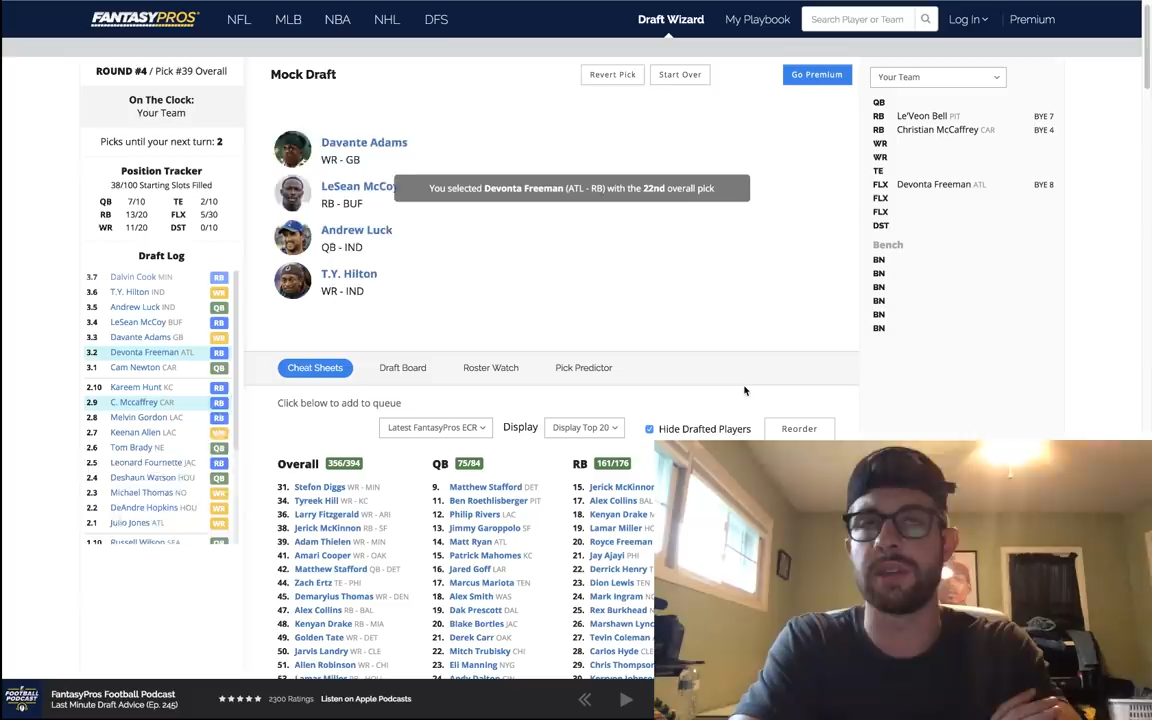 FANTASYPROS NFL MLB NBA NHL DFS Draft Wizard My Playbook Search Player or Team Log In Premium
ROUND #4 / Pick #39 Overall
On The Clock:
Your Team
Picks until your next turn: 2
Position Tracker
38/100 Starting Slots Filled
QB 7/10 TE 2/10
RB 13/20 FLX 5/30
WR 11/20 DST 0/10
Draft Log
3.7 Dalvin Cook MIN RB
3.6 T.Y. Hilton IND WR
3.5 Andrew Luck IND QB
3.4 LeSean McCoy BUF RB
3.3 Davante Adams GB WR
3.2 Devonta Freeman ATL RB
3.1 Cam Newton CAR QB
2.10 Kareem Hunt KC RB
2.9 C. Mccaffrey CAR RB
2.8 Melvin Gordon LAC RB
2.7 Keenan Allen LAC WR
2.6 Tom Brady NE QB
2.5 Leonard Fournette JAC RB
2.4 Deshaun Watson HOU QB
2.3 Michael Thomas NO WR
2.2 DeAndre Hopkins HOU WR
2.1 Julio Jones ATL WR
1.10 Russell Wilson SEA QB
Mock Draft Revert Pick Start Over Go Premium
Davante Adams
WR - GB
LeSean McCoy
RB - BUF
You selected Devonta Freeman (ATL - RB) with the 22nd overall pick
Andrew Luck
QB - IND
T.Y. Hilton
WR - IND
Cheat Sheets Draft Board Roster Watch Pick Predictor
Click below to add to queue
Latest FantasyPros ECR Display Display Top 20 Hide Drafted Players Reorder
Overall 356/394
31. Stefon Diggs WR - MIN
34. Tyreek Hill WR - KC
36. Larry Fitzgerald WR - ARI
38. Jerick McKinnon RB - SF
39. Adam Thielen WR - MIN
41. Amari Cooper WR - OAK
42. Matthew Stafford QB - DET
44. Zach Ertz TE - PHI
45. Demaryius Thomas WR - DEN
47. Alex Collins RB - BAL
48. Kenyan Drake RB - MIA
49. Golden Tate WR - DET
50. Jarvis Landry WR - CLE
51. Allen Robinson WR - CHI
QB 75/84
9. Matthew Stafford DET
11. Ben Roethlisberger PIT
12. Philip Rivers LAC
13. Jimmy Garoppolo SF
14. Matt Ryan ATL
15. Patrick Mahomes KC
16. Jared Goff LAR
17. Marcus Mariota TEN
18. Alex Smith WAS
19. Dak Prescott DAL
20. Blake Bortles JAC
21. Derek Carr OAK
22. Mitch Trubisky CHI
23. Eli Manning NYG
RB 161/176
15. Jerick McKinnon
17. Alex Collins BAL
18. Kenyan Drake
19. Lamar Miller
20. Royce Freeman
21. Jay Ajayi PHI
22. Derrick Henry
23. Dion Lewis TEN
24. Mark Ingram
25. Rex Burkhead
26. Marshawn Lync
27. Tevin Coleman
28. Carlos Hyde CLE
29. Chris Thompson
Your Team
QB
RB Le'Veon Bell PIT BYE 7
RB Christian McCaffrey CAR BYE 4
WR
WR
TE
FLX Devonta Freeman ATL BYE 8
FLX
FLX
DST
Bench
BN
BN
BN
BN
BN
BN
FOOTBALL
PODCAST
FantasyPros Football Podcast
Last Minute Draft Advice (Ep. 245)
2300 Ratings Listen on Apple Podcasts